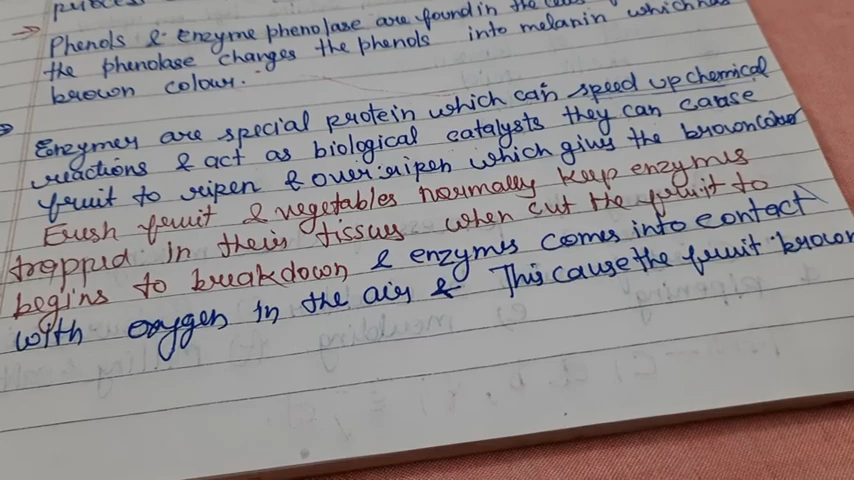 process
→ Phenols & enzyme phenolase are found in the
the phenolase changes the phenols into melanin which has
brown colour.
Enzymes are special protein which can speed up chemical
reactions & act as biological catalysts they can cause
fruit to ripen & over ripen which gives the brown color
Fresh fruit & vegetables normally keep enzymes
trapped in their tissues when cut the fruit to
begins to breakdown & enzymes comes into contact
with oxygen in the air & This cause the fruit brown